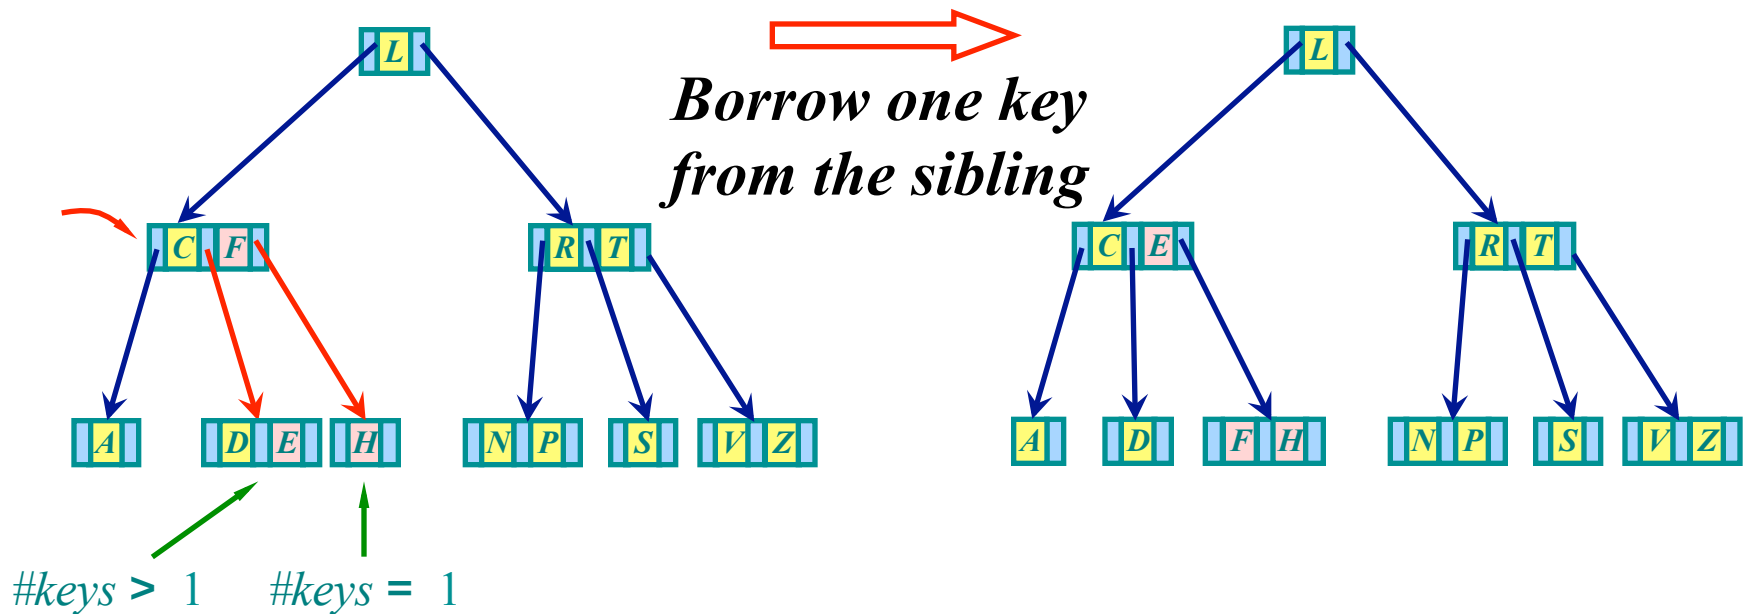 L
L
Borrow one key
from the sibling
C F
R T
C E
R T
A
D E
H
N P
S
V Z
A
D
F H
N P
S
V Z
#keys > 1
#keys = 1